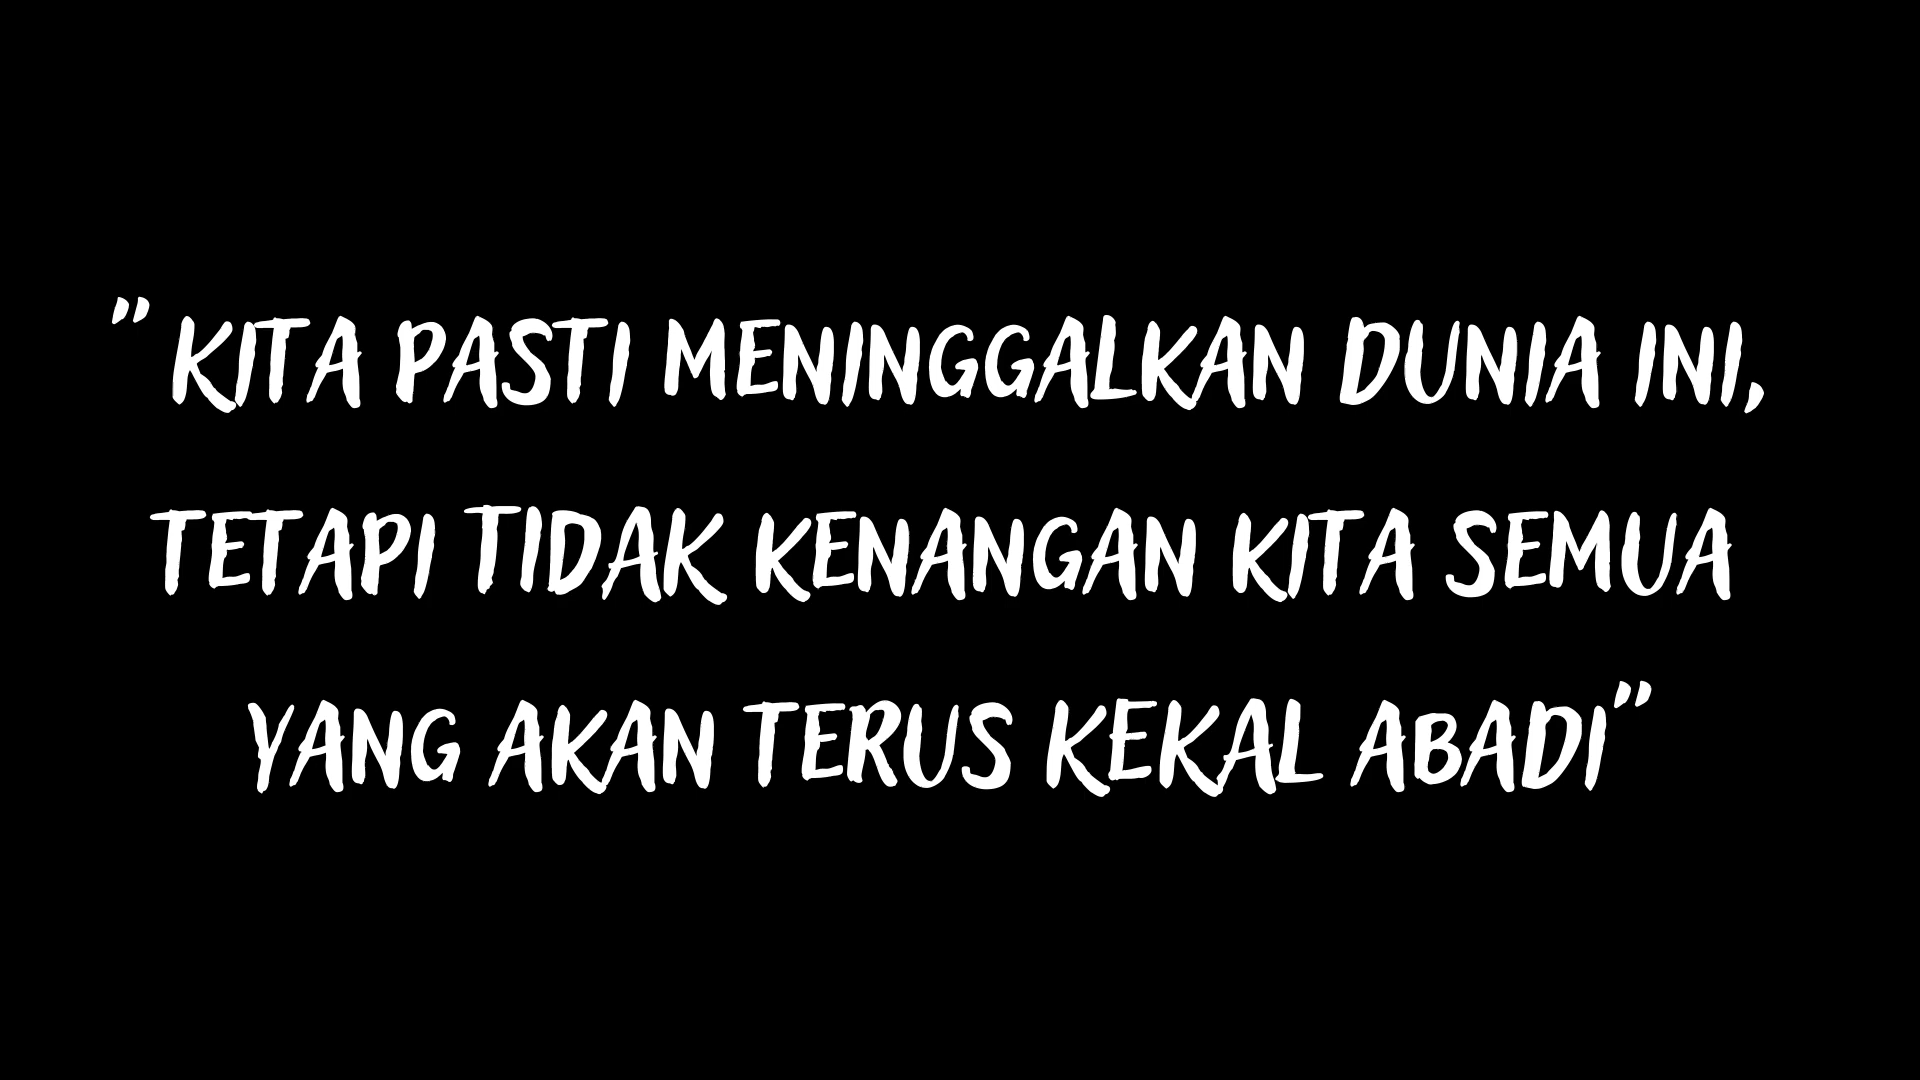 " KITA PASTI MENINGGALKAN DUNIA INI,
TETAPI TIDAK KENANGAN KITA SEMUA
YANG AKAN TERUS KEKAL ABADI"